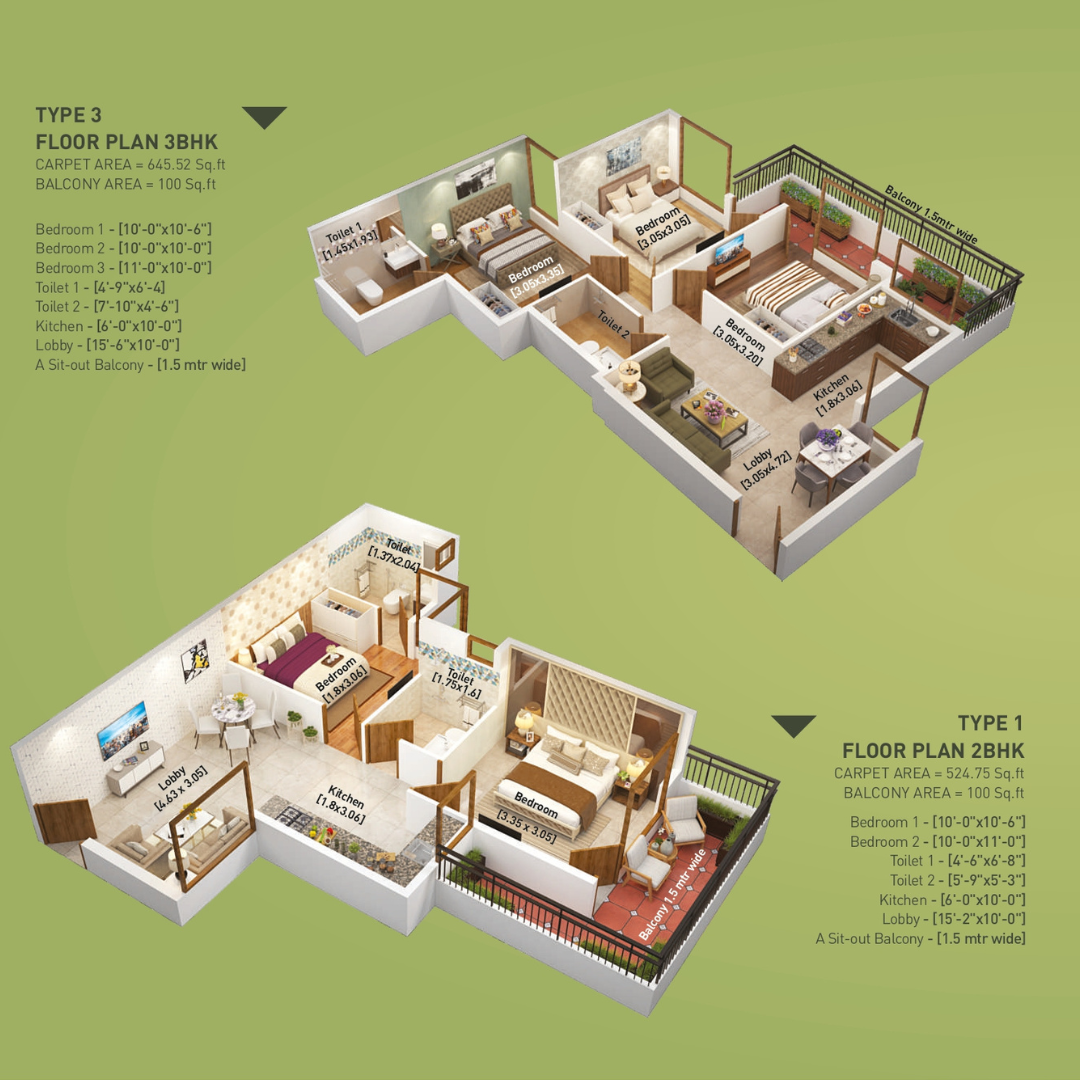 TYPE 3
FLOOR PLAN 3BHK
CARPET AREA = 645.52 Sq.ft
BALCONY AREA = 100 Sq.ft
Bedroom 1 - [10'-0"x10'-6"]
Bedroom 2 - [10'-0"x10'-0"]
Bedroom 3 - [11'-0"x10'-0"]
Toilet 1 - [4'-9"x6'-4]
Toilet 2 - [7'-10"x4'-6"]
Kitchen - [6'-0"x10'-0"]
Lobby - [15'-6"x10'-0"]
A Sit-out Balcony - [1.5 mtr wide]
Toilet 1
[1.45x1.93]
Bedroom
[3.05x3.35]
Bedroom
[3.05x3.05]
Balcony 1.5mtr wide
Toilet 2
Bedroom
[3.05x3.20]
Kitchen
[1.8x3.06]
Lobby
[3.05x4.72]
Toilet
[1.37x2.04]
Bedroom
[1.8x3.06]
Toilet
[1.75x1.6]
Lobby
[4.63 x 3.05]
Kitchen
[1.8x3.06]
Bedroom
[3.35 x 3.05]
Balcony 1.5 mtr wide
TYPE 1
FLOOR PLAN 2BHK
CARPET AREA = 524.75 Sq.ft
BALCONY AREA = 100 Sq.ft
Bedroom 1 - [10'-0"x10'-6"]
Bedroom 2 - [10'-0"x11'-0"]
Toilet 1 - [4'-6"x6'-8"]
Toilet 2 - [5'-9"x5'-3"]
Kitchen - [6'-0"x10'-0"]
Lobby - [15'-2"x10'-0"]
A Sit-out Balcony - [1.5 mtr wide]